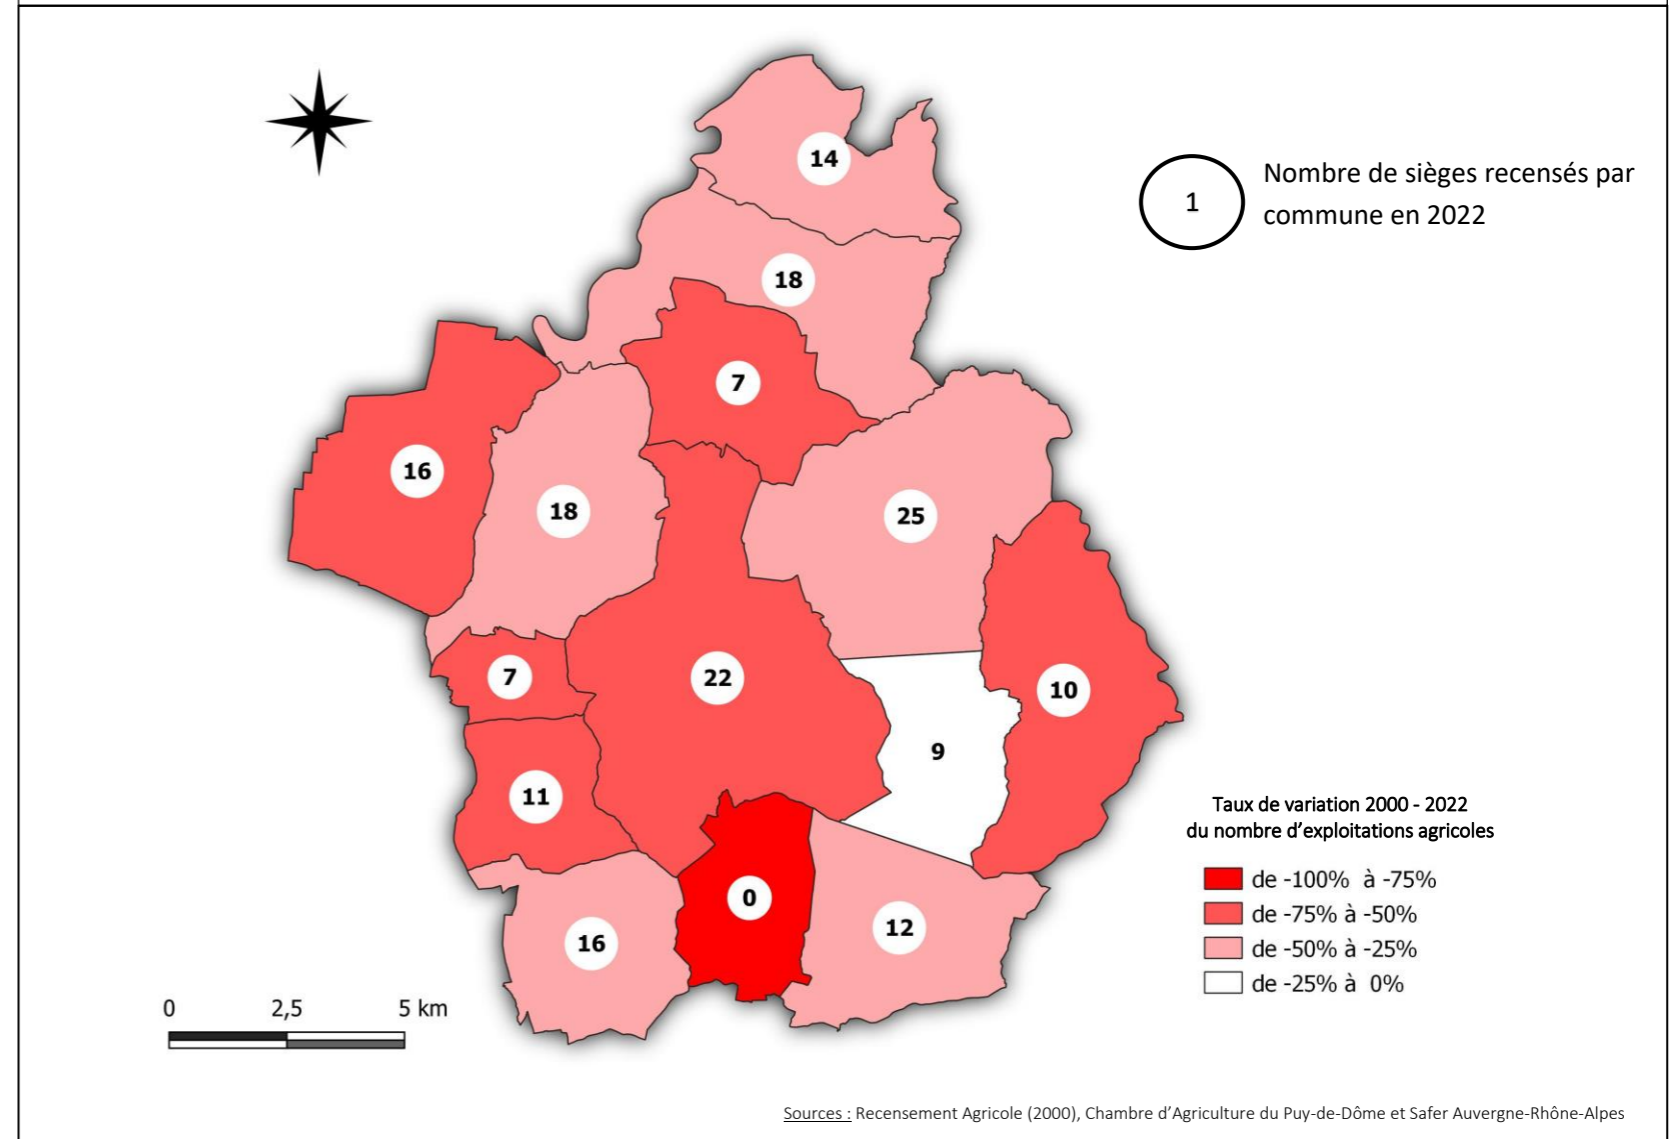 14
Nombre de sièges recensés par
1
commune en 2022
18
7
16
18
25
7
22
10
9
11
0
12
16
Taux de variation 2000 - 2022
du nombre d’exploitations agricoles
de -100% à -75%
de -75% à -50%
de -50% à -25%
de -25% à 0%
0 2,5 5 km
Sources : Recensement Agricole (2000), Chambre d’Agriculture du Puy-de-Dôme et Safer Auvergne-Rhône-Alpes